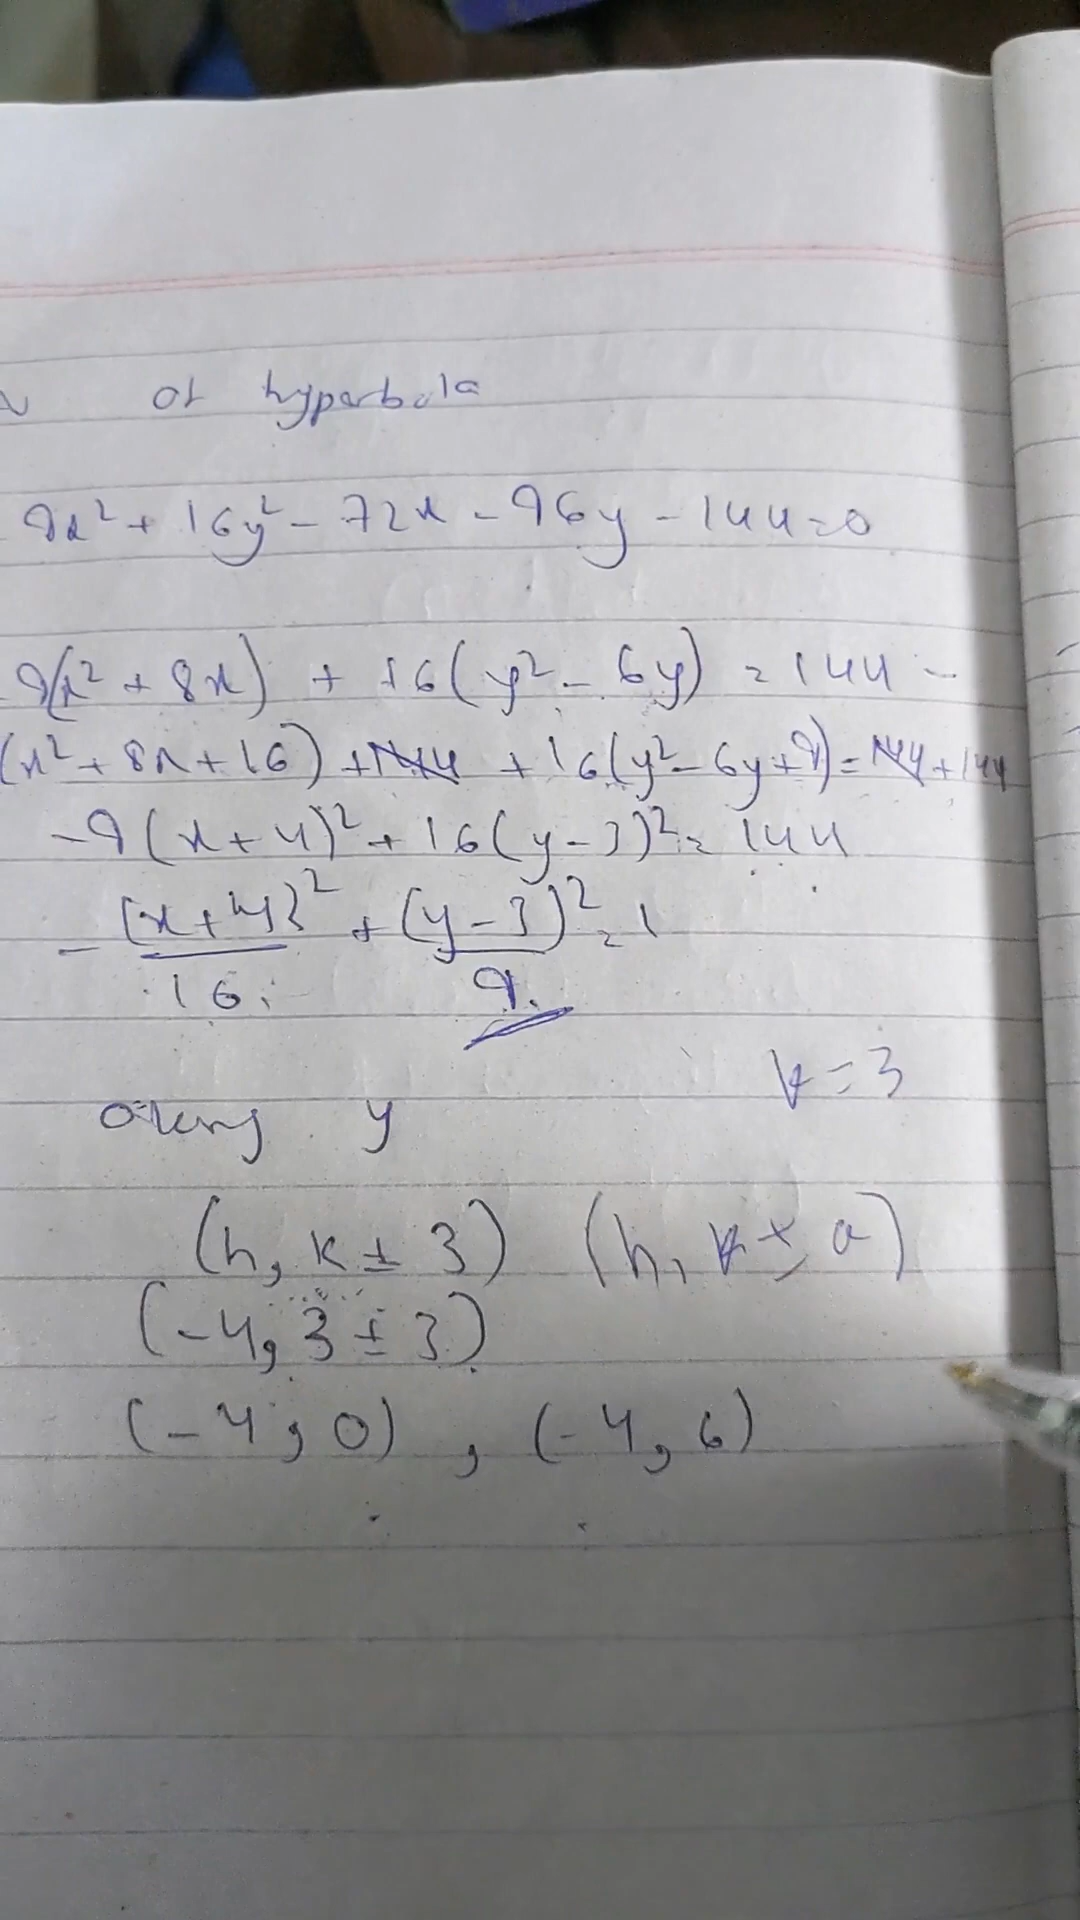 of hyperbola
9x² + 16y² - 72x - 96y - 144 = 0
9(x² + 8x) + 16(y² - 6y) = 144
(x² + 8x + 16) + 144 + 16(y² - 6y + 9) = 144 + 144
-9(x + 4)² + 16(y - 3)² = 144
-(x + 4)²/16 + (y - 3)²/9 = 1
k = 3
along y
(h, k ± 3) (h, k ± a)
(-4, 3 ± 3)
(-4, 0), (-4, 6)